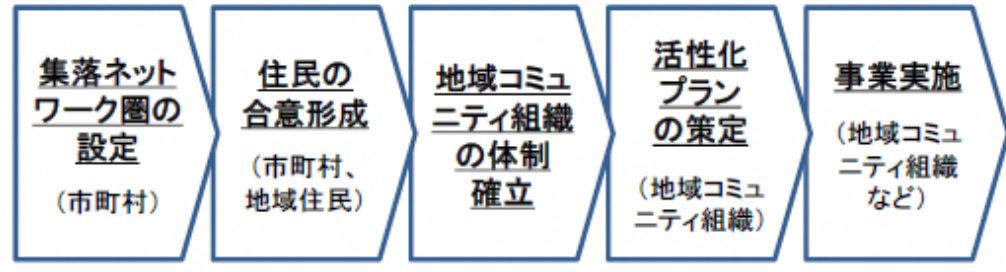 集落ネット
ワーク圏の
設定
(市町村)
住民の
合意形成
(市町村、
地域住民)
地域コミュ
ニティ組織
の体制
確立
活性化
プラン
の策定
(地域コミュ
ニティ組織)
事業実施
(地域コミュ
ニティ組織
など)